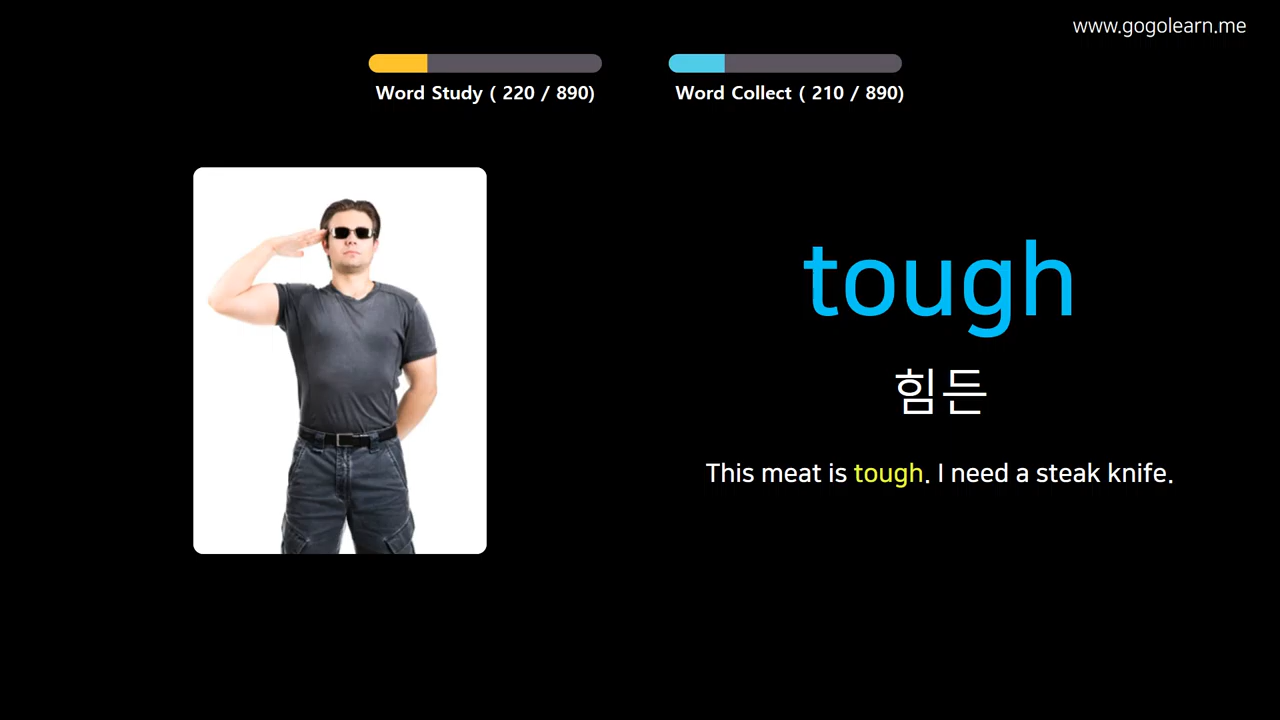 www.gogolearn.me
Word Study ( 220 / 890)
Word Collect ( 210 / 890)
tough
힘든
This meat is tough. I need a steak knife.